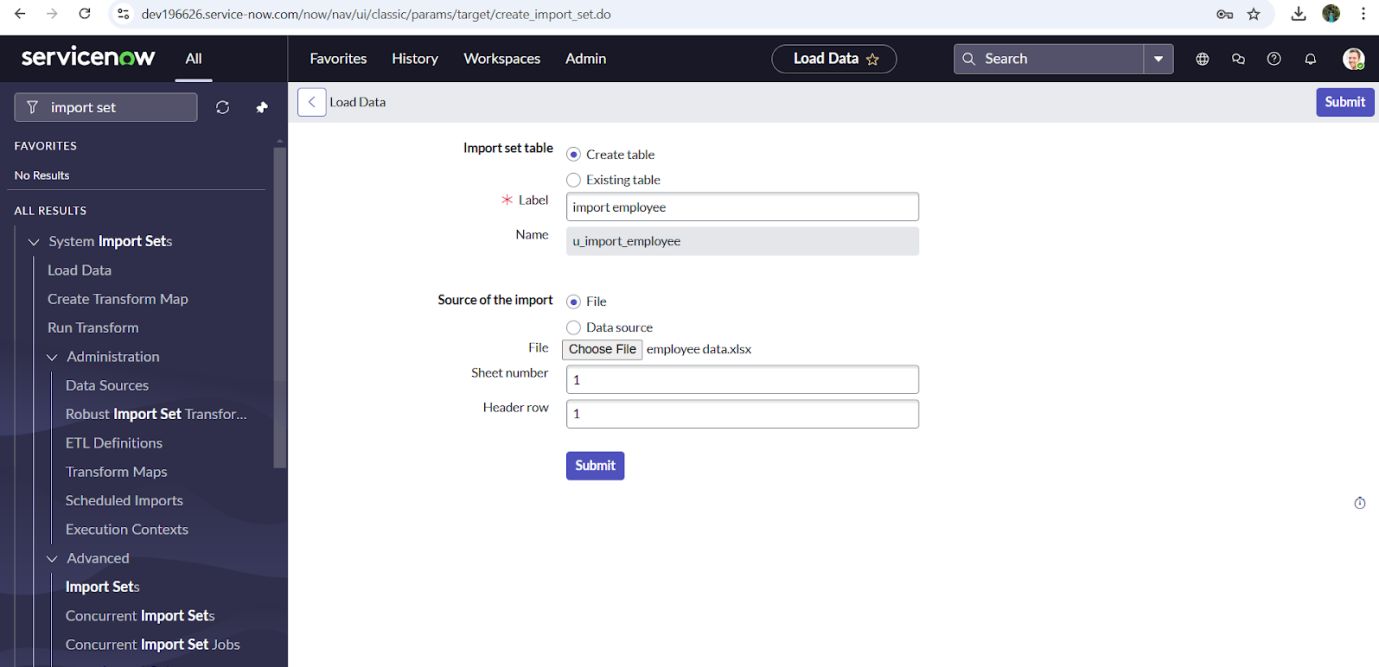 dev196626.service-now.com/now/nav/ui/classic/params/target/create_import_set.do
servicenow All Favorites History Workspaces Admin Load Data Search
import set
Load Data Submit
FAVORITES
No Results
ALL RESULTS
System Import Sets
Load Data
Create Transform Map
Run Transform
Administration
Data Sources
Robust Import Set Transfor...
ETL Definitions
Transform Maps
Scheduled Imports
Execution Contexts
Advanced
Import Sets
Concurrent Import Sets
Concurrent Import Set Jobs
Import set table Create table
Existing table
* Label import employee
Name u_import_employee
Source of the import File
Data source
File Choose File employee data.xlsx
Sheet number 1
Header row 1
Submit